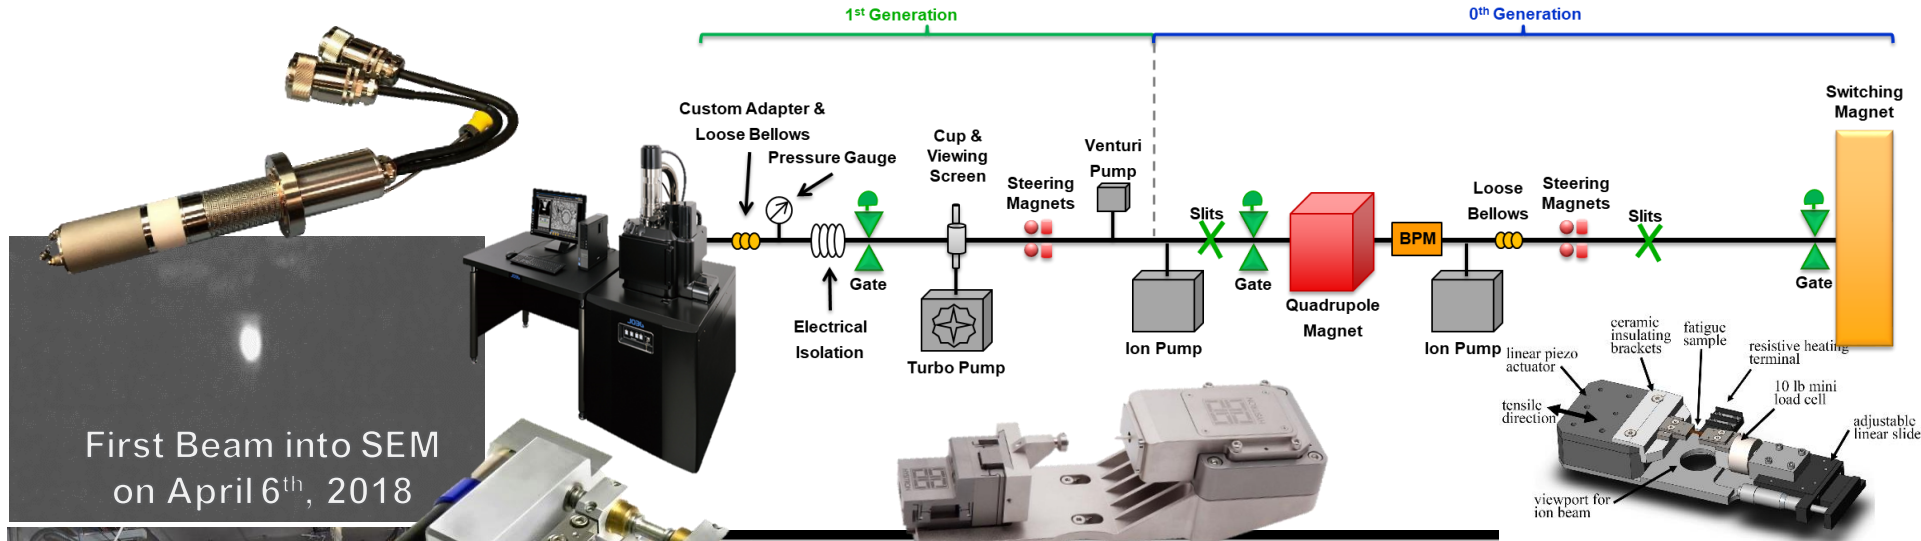 1st Generation
0th Generation
Custom Adapter &
Loose Bellows
Pressure Gauge
Cup &
Viewing
Screen
Steering
Magnets
Venturi
Pump
Slits
Loose
Bellows
Steering
Magnets
Slits
Switching
Magnet
BPM
Gate
Electrical
Isolation
Turbo Pump
Ion Pump
Gate
Quadrupole
Magnet
Ion Pump
Gate
First Beam into SEM
on April 6th, 2018
JEOL
linear piezo
actuator
tensile
direction
ceramic
insulating
brackets
fatigue
sample
resistive heating
terminal
10 lb mini
load cell
adjustable
linear slide
viewport for
ion beam